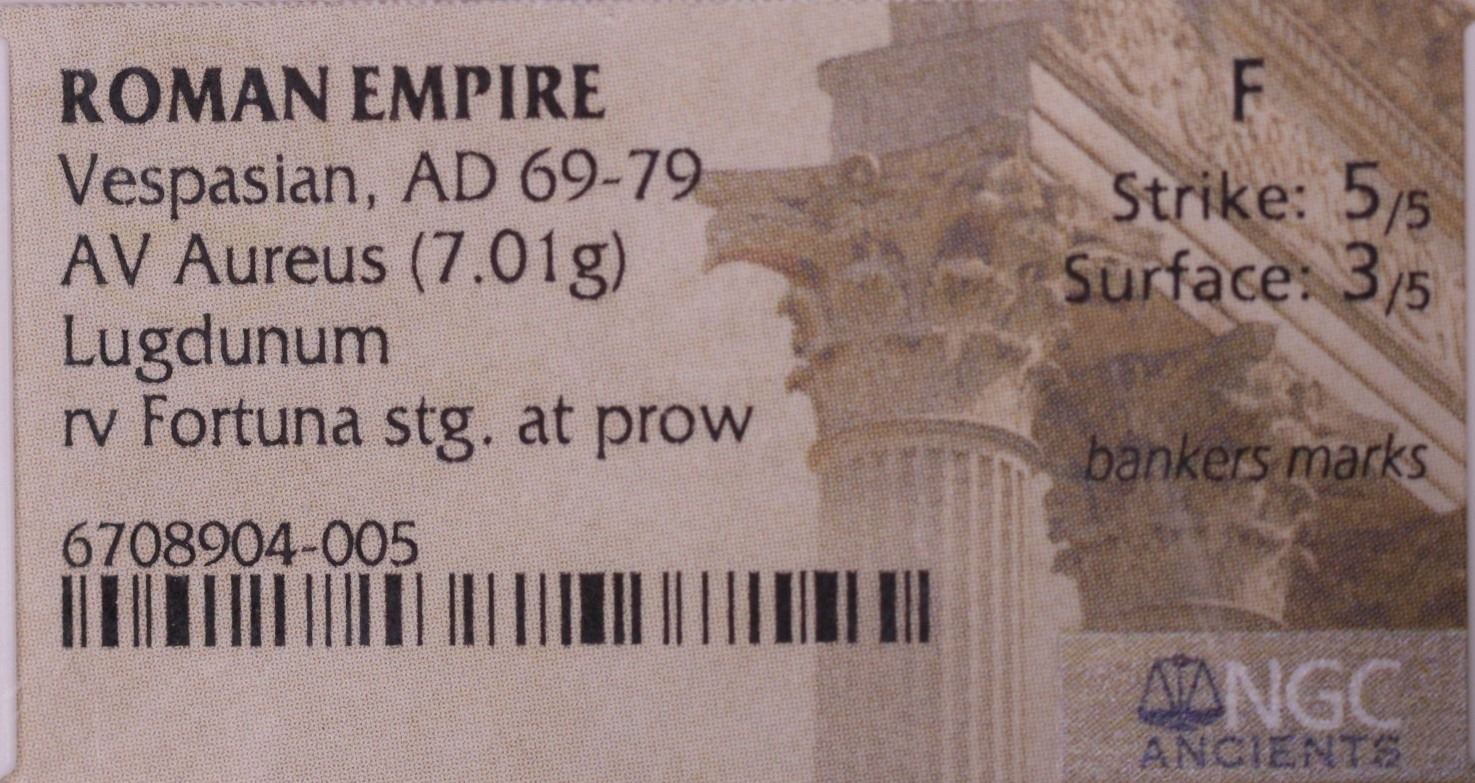 ROMAN EMPIRE
Vespasian, AD 69-79
AV Aureus (7.01g)
Lugdunum
rv Fortuna stg. at prow
6708904-005
F
Strike: 5/5
Surface: 3/5
bankers marks
NGC
ANCIENTS